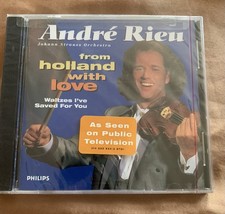 André Rieu
Johann Strauss Orchestra
from
holland
with
love
Waltzes I've
Saved For You
As Seen
on Public
Television
PHILIPS